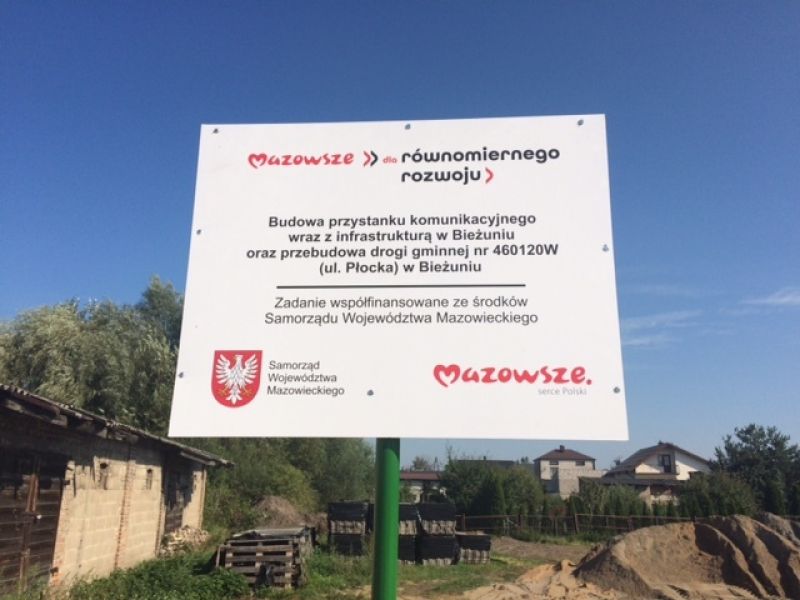 Mazowsze dla równomiernego
rozwoju
Budowa przystanku komunikacyjnego
wraz z infrastrukturą w Bieżuniu
oraz przebudowa drogi gminnej nr 460120W
(ul. Płocka) w Bieżuniu
Zadanie współfinansowane ze środków
Samorządu Województwa Mazowieckiego
Samorząd
Województwa
Mazowieckiego
Mazowsze.
serce Polski